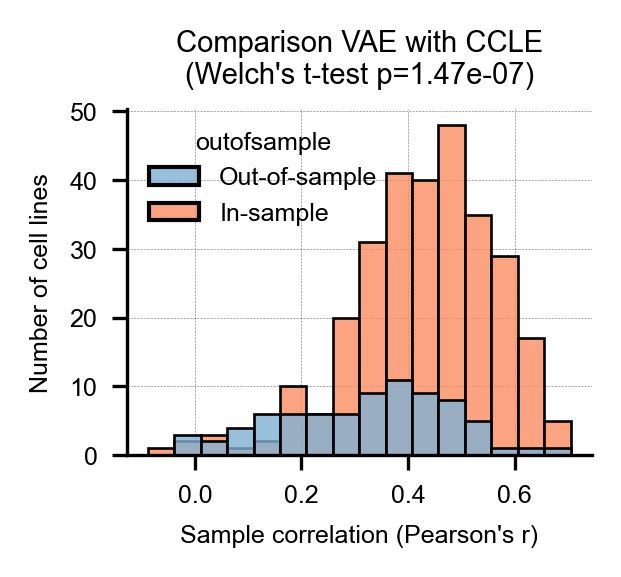 Comparison VAE with CCLE
(Welch's t-test p=1.47e-07)
50
40
30
20
10
0
Number of cell lines
outofsample
Out-of-sample
In-sample
0.0 0.2 0.4 0.6
Sample correlation (Pearson's r)